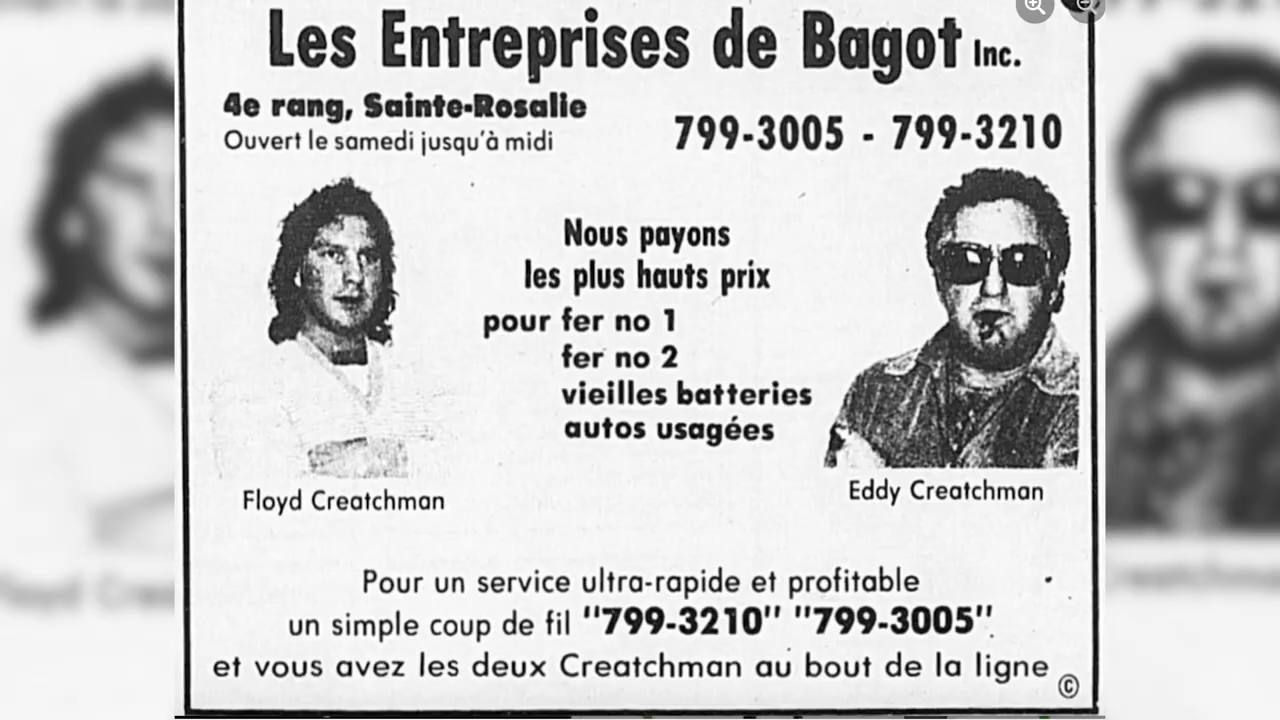 Les Entreprises de Bagot Inc.
4e rang, Sainte-Rosalie
Ouvert le samedi jusqu'à midi
799-3005 - 799-3210
Nous payons
les plus hauts prix
pour fer no 1
fer no 2
vieilles batteries
autos usagées
Floyd Creatchman
Eddy Creatchman
Pour un service ultra-rapide et profitable
un simple coup de fil "799-3210" "799-3005".
et vous avez les deux Creatchman au bout de la ligne
©